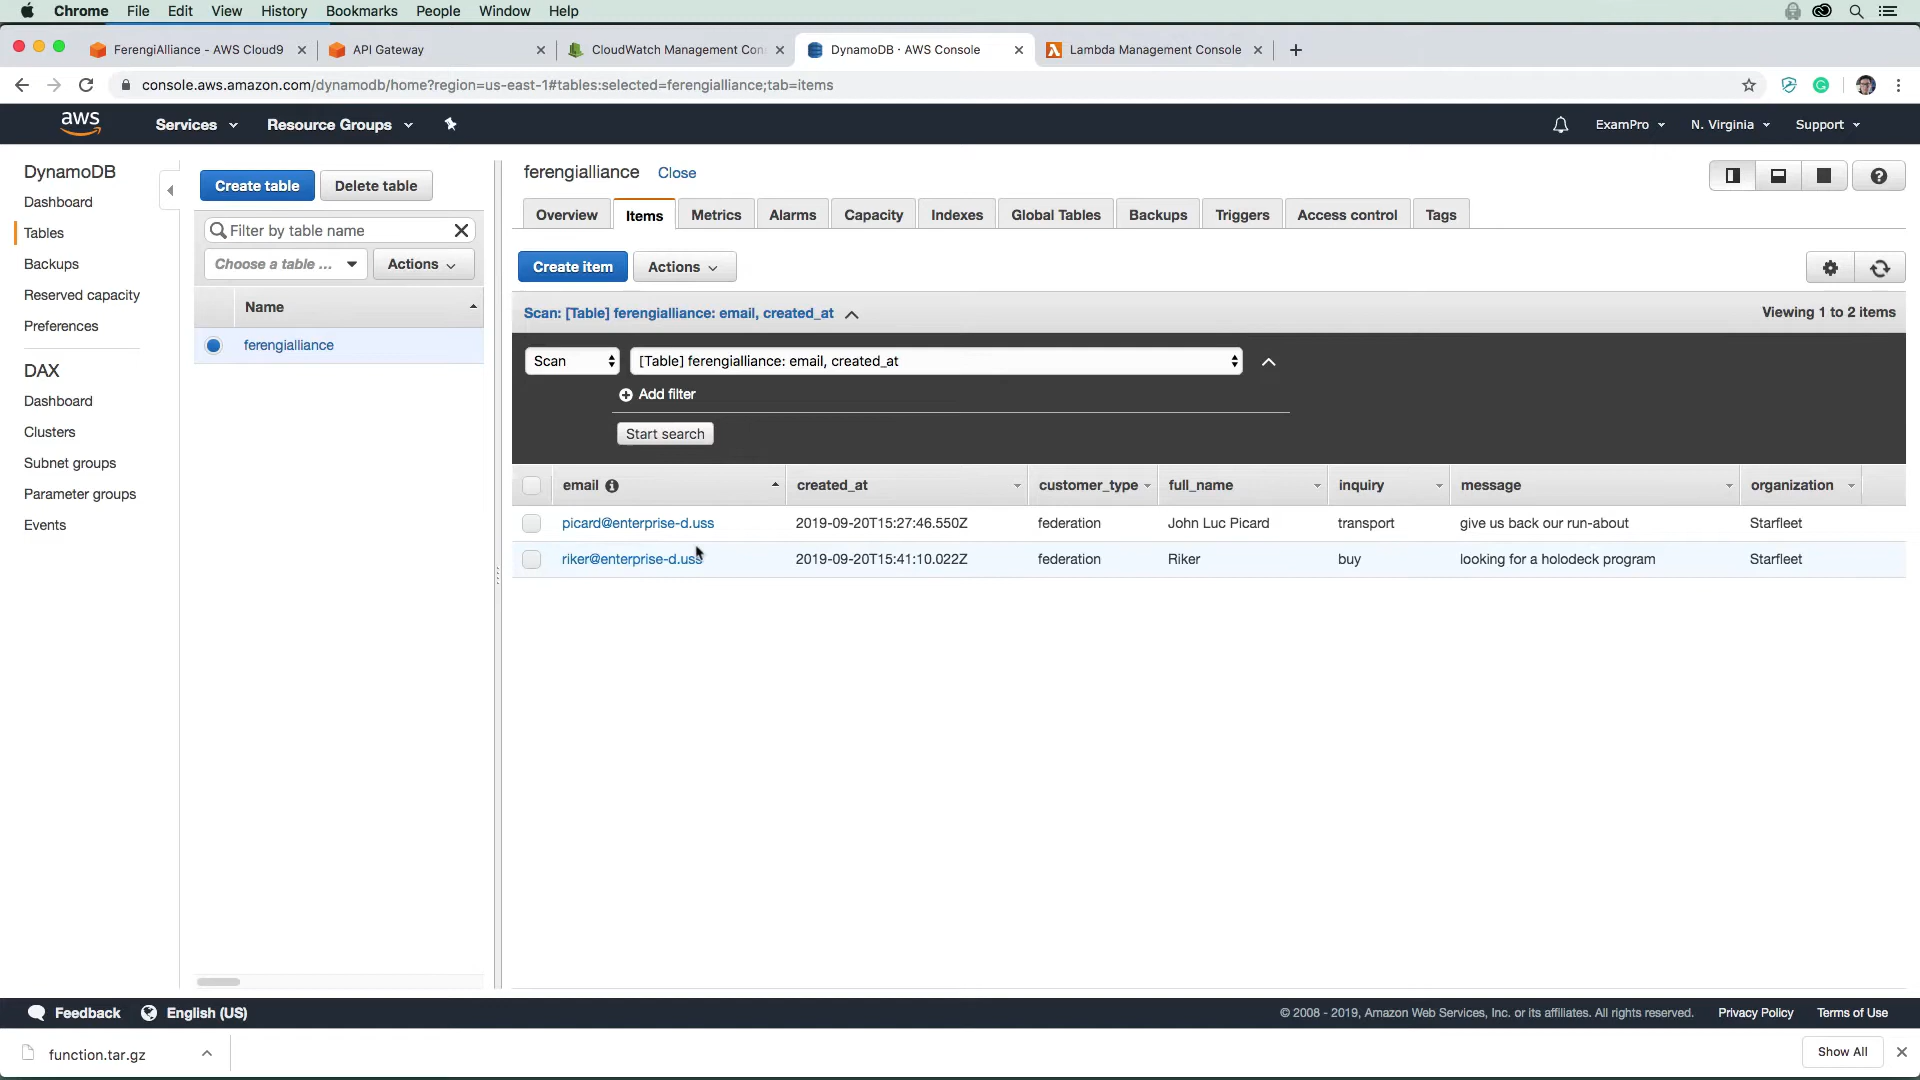 Chrome File Edit View History Bookmarks People Window Help
FerengiAlliance - AWS Cloud9
API Gateway
CloudWatch Management Con
DynamoDB · AWS Console
Lambda Management Console
console.aws.amazon.com/dynamodb/home?region=us-east-1#tables:selected=ferengialliance;tab=items
aws
Services
Resource Groups
ExamPro
N. Virginia
Support
DynamoDB
Dashboard
Tables
Backups
Reserved capacity
Preferences
DAX
Dashboard
Clusters
Subnet groups
Parameter groups
Events
Create table
Delete table
Filter by table name
Choose a table ...
Actions
Name
ferengialliance
ferengialliance Close
Overview Items Metrics Alarms Capacity Indexes Global Tables Backups Triggers Access control Tags
Create item
Actions
Scan: [Table] ferengialliance: email, created_at
Viewing 1 to 2 items
Scan
[Table] ferengialliance: email, created_at
Add filter
Start search
email created_at customer_type full_name inquiry message organization
picard@enterprise-d.uss 2019-09-20T15:27:46.550Z federation John Luc Picard transport give us back our run-about Starfleet
riker@enterprise-d.uss 2019-09-20T15:41:10.022Z federation Riker buy looking for a holodeck program Starfleet
Feedback
English (US)
© 2008 - 2019, Amazon Web Services, Inc. or its affiliates. All rights reserved.
Privacy Policy
Terms of Use
function.tar.gz
Show All